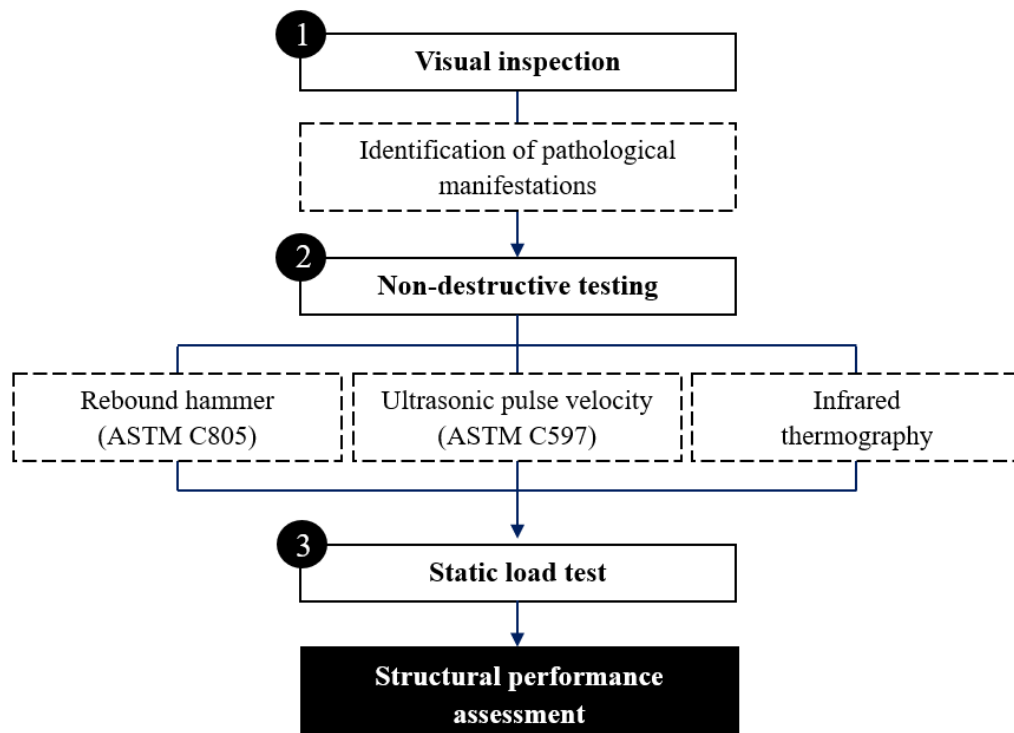 1
Visual inspection
Identification of pathological
manifestations
2
Non-destructive testing
Rebound hammer
(ASTM C805)
Ultrasonic pulse velocity
(ASTM C597)
Infrared
thermography
3
Static load test
Structural performance
assessment